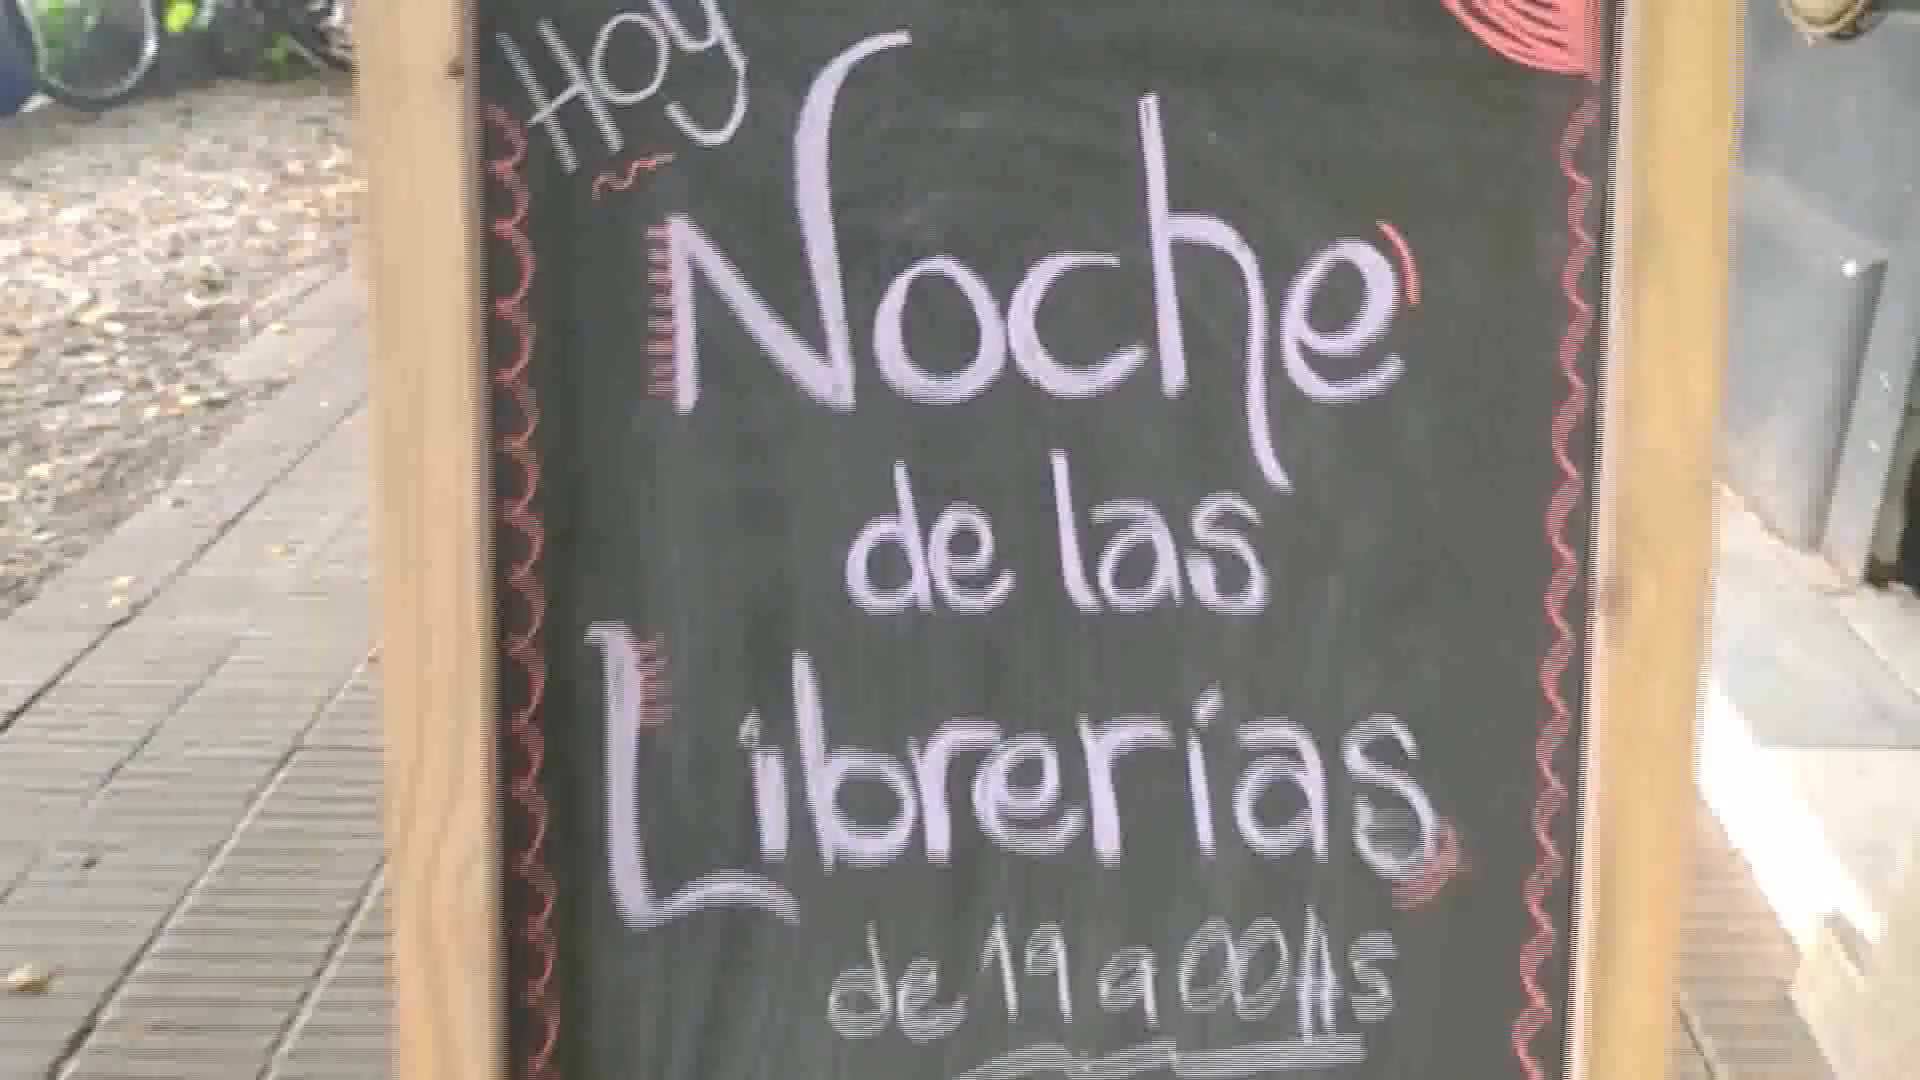 Hoy
Noche
de las
Librerías
de 19 a 00hs